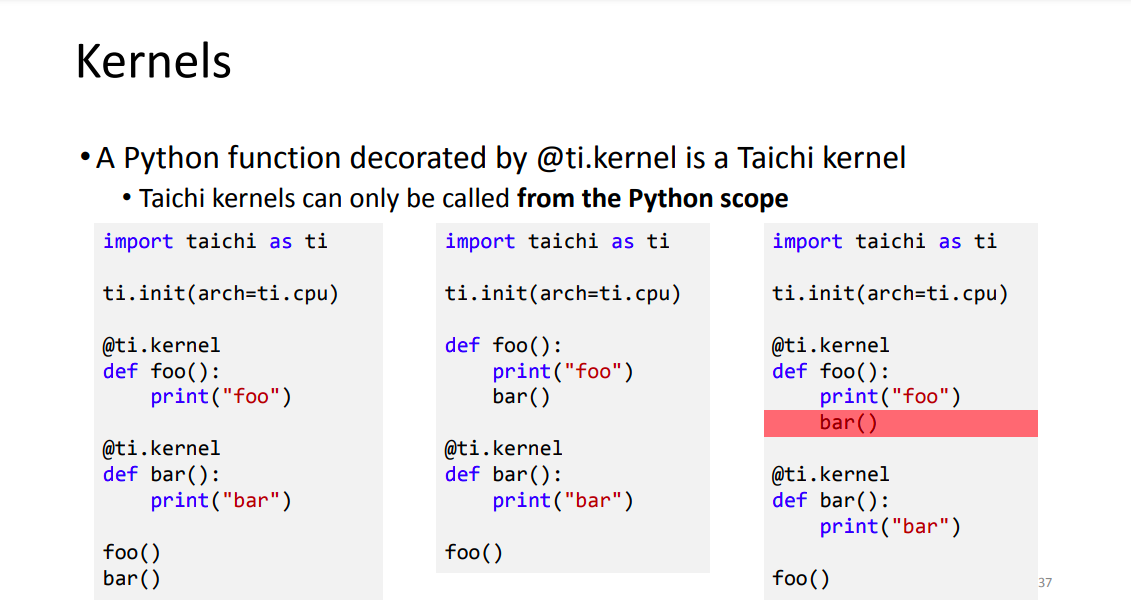 Kernels
•A Python function decorated by @ti.kernel is a Taichi kernel
• Taichi kernels can only be called from the Python scope
import taichi as ti
ti.init(arch=ti.cpu)
@ti.kernel
def foo():
    print("foo")
@ti.kernel
def bar():
    print("bar")
foo()
bar()
import taichi as ti
ti.init(arch=ti.cpu)
def foo():
    print("foo")
    bar()
@ti.kernel
def bar():
    print("bar")
foo()
import taichi as ti
ti.init(arch=ti.cpu)
@ti.kernel
def foo():
    print("foo")
    bar()
@ti.kernel
def bar():
    print("bar")
foo()
37